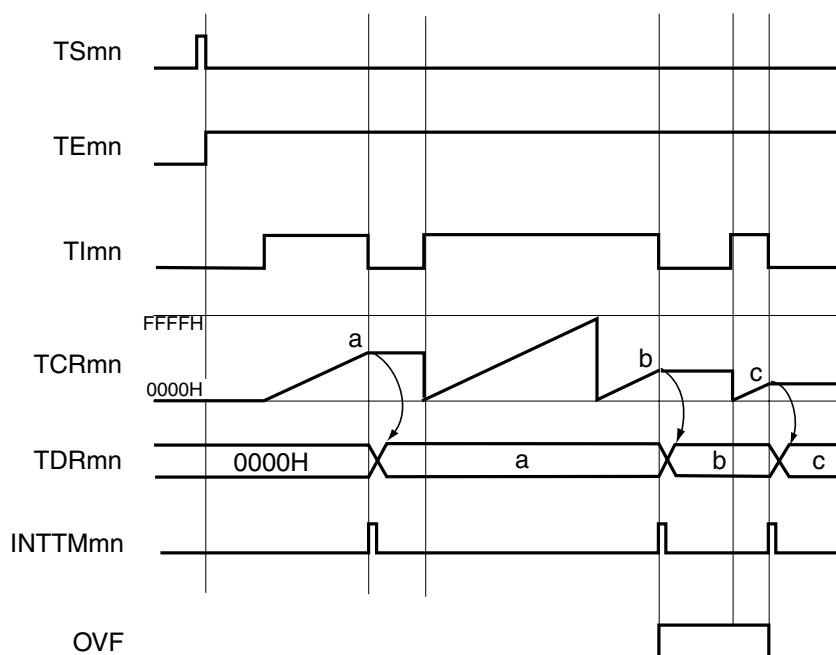 TSmn
TEmn
TImn
FFFFH
TCRmn
0000H
a
b
c
TDRmn
0000H
a
b
c
INTTMmn
OVF